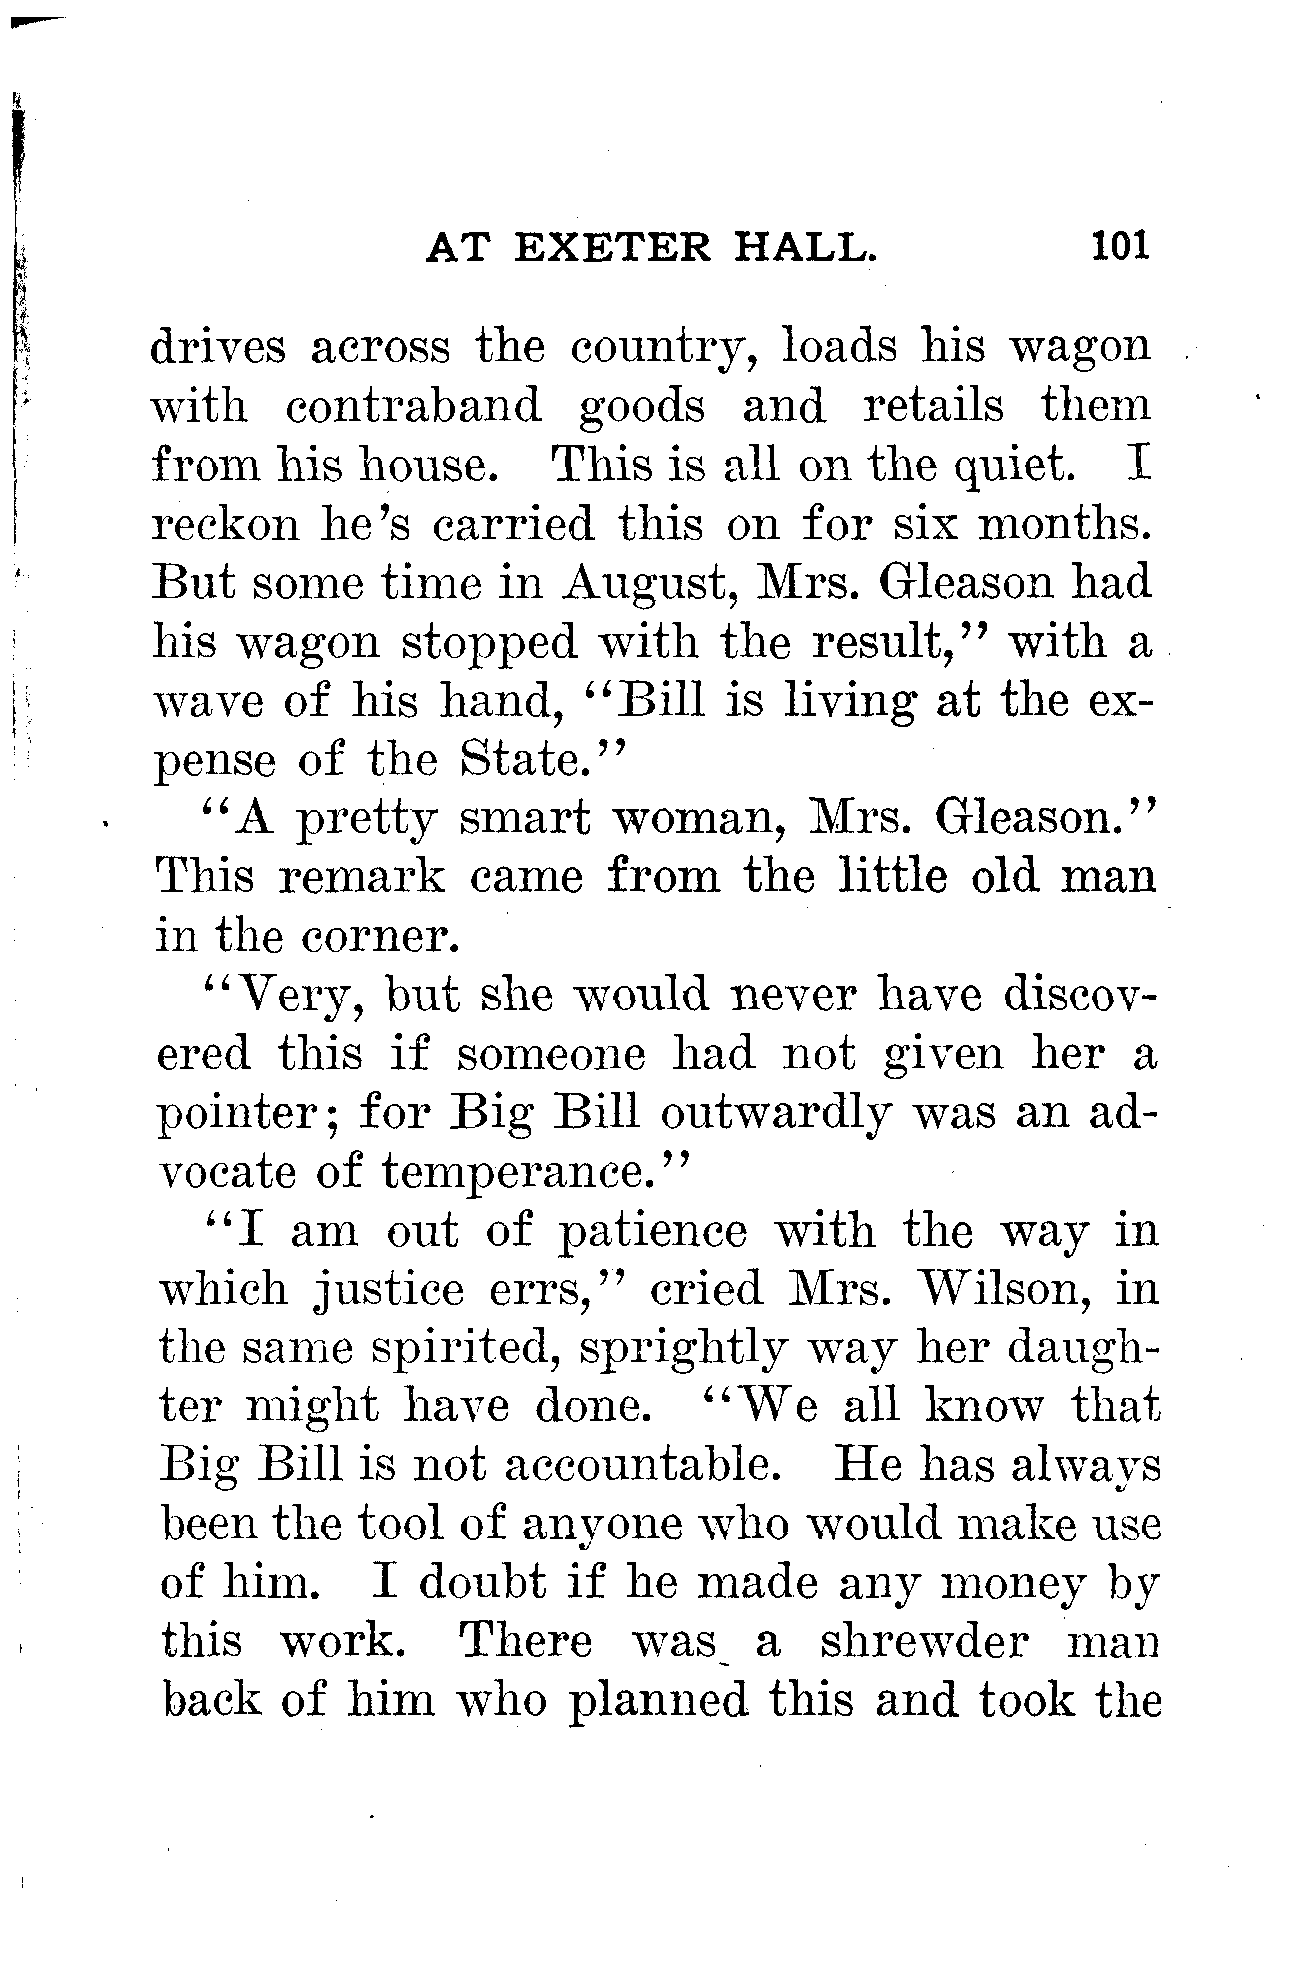 AT EXETER HALL. 101
drives across the country, loads his wagon
with contraband goods and retails them
from his house. This is all on the quiet. I
reckon he's carried this on for six months.
But some time in August, Mrs. Gleason had
his wagon stopped with the result,'' with a
wave of his hand, ''Bill is living at the ex-
pense of the State.''
''A pretty smart woman, Mrs. Gleason.''
This remark came from the little old man
in the corner.
''Very, but she would never have discov-
ered this if someone had not given her a
pointer; for Big Bill outwardly was an ad-
vocate of temperance.''
''I am out of patience with the way in
which justice errs,'' cried Mrs. Wilson, in
the same spirited, sprightly way her daugh-
ter might have done. ''We all know that
Big Bill is not accountable. He has always
been the tool of anyone who would make use
of him. I doubt if he made any money by
this work. There was a shrewder man
back of him who planned this and took the